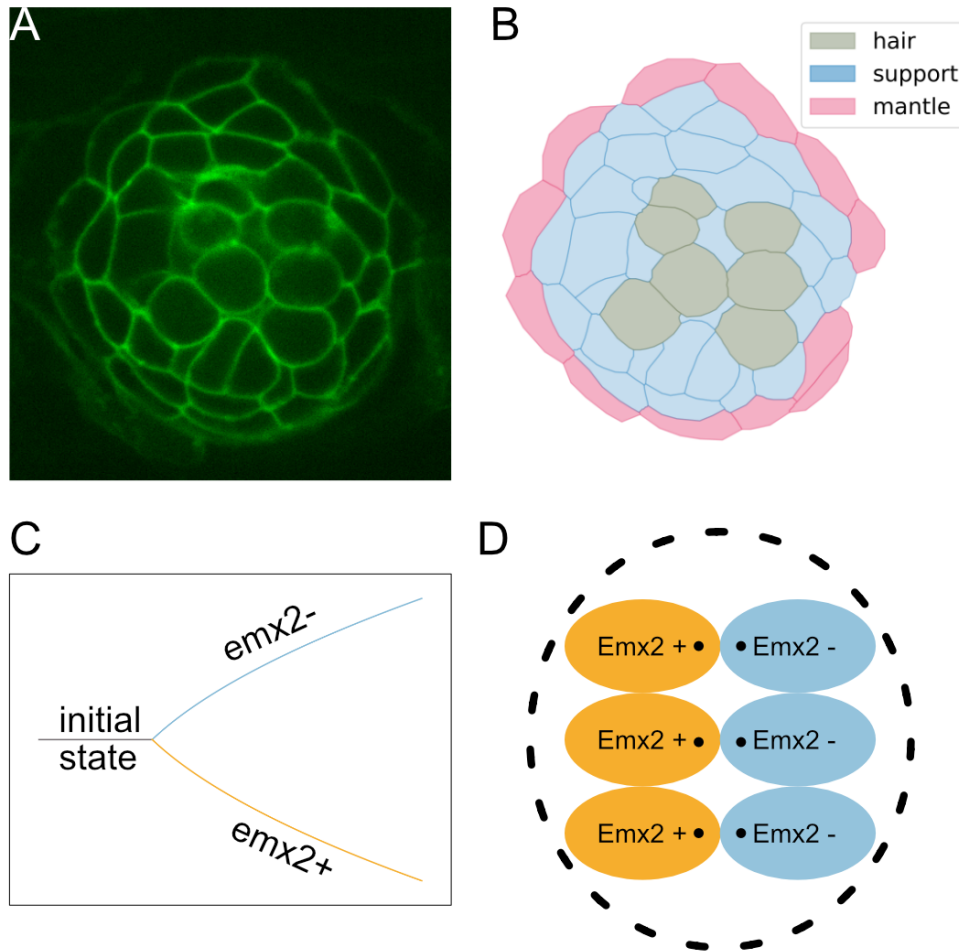 A
B
hair
support
mantle
C
emx2-
initial
state
emx2+
D
Emx2 +
Emx2 -
Emx2 +
Emx2 -
Emx2 +
Emx2 -